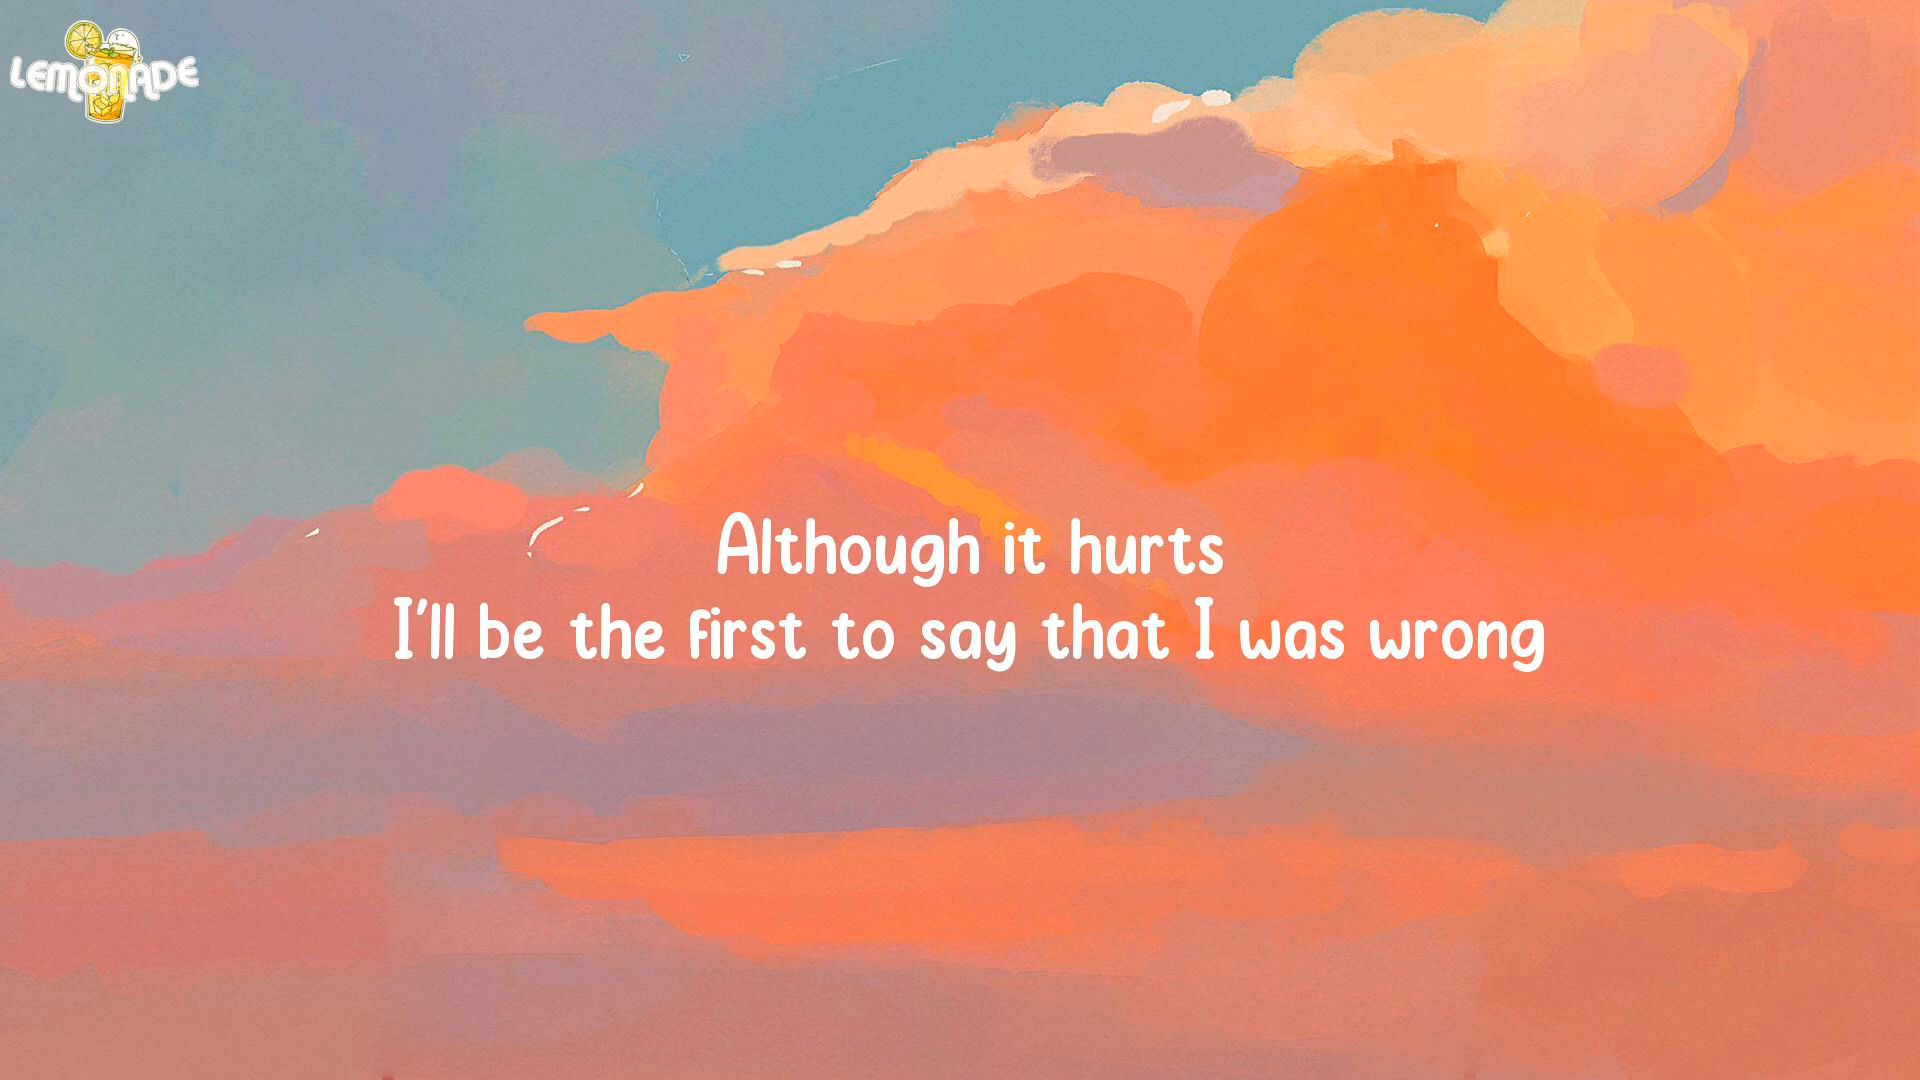 LEMONADE
Although it hurts
I'll be the first to say that I was wrong